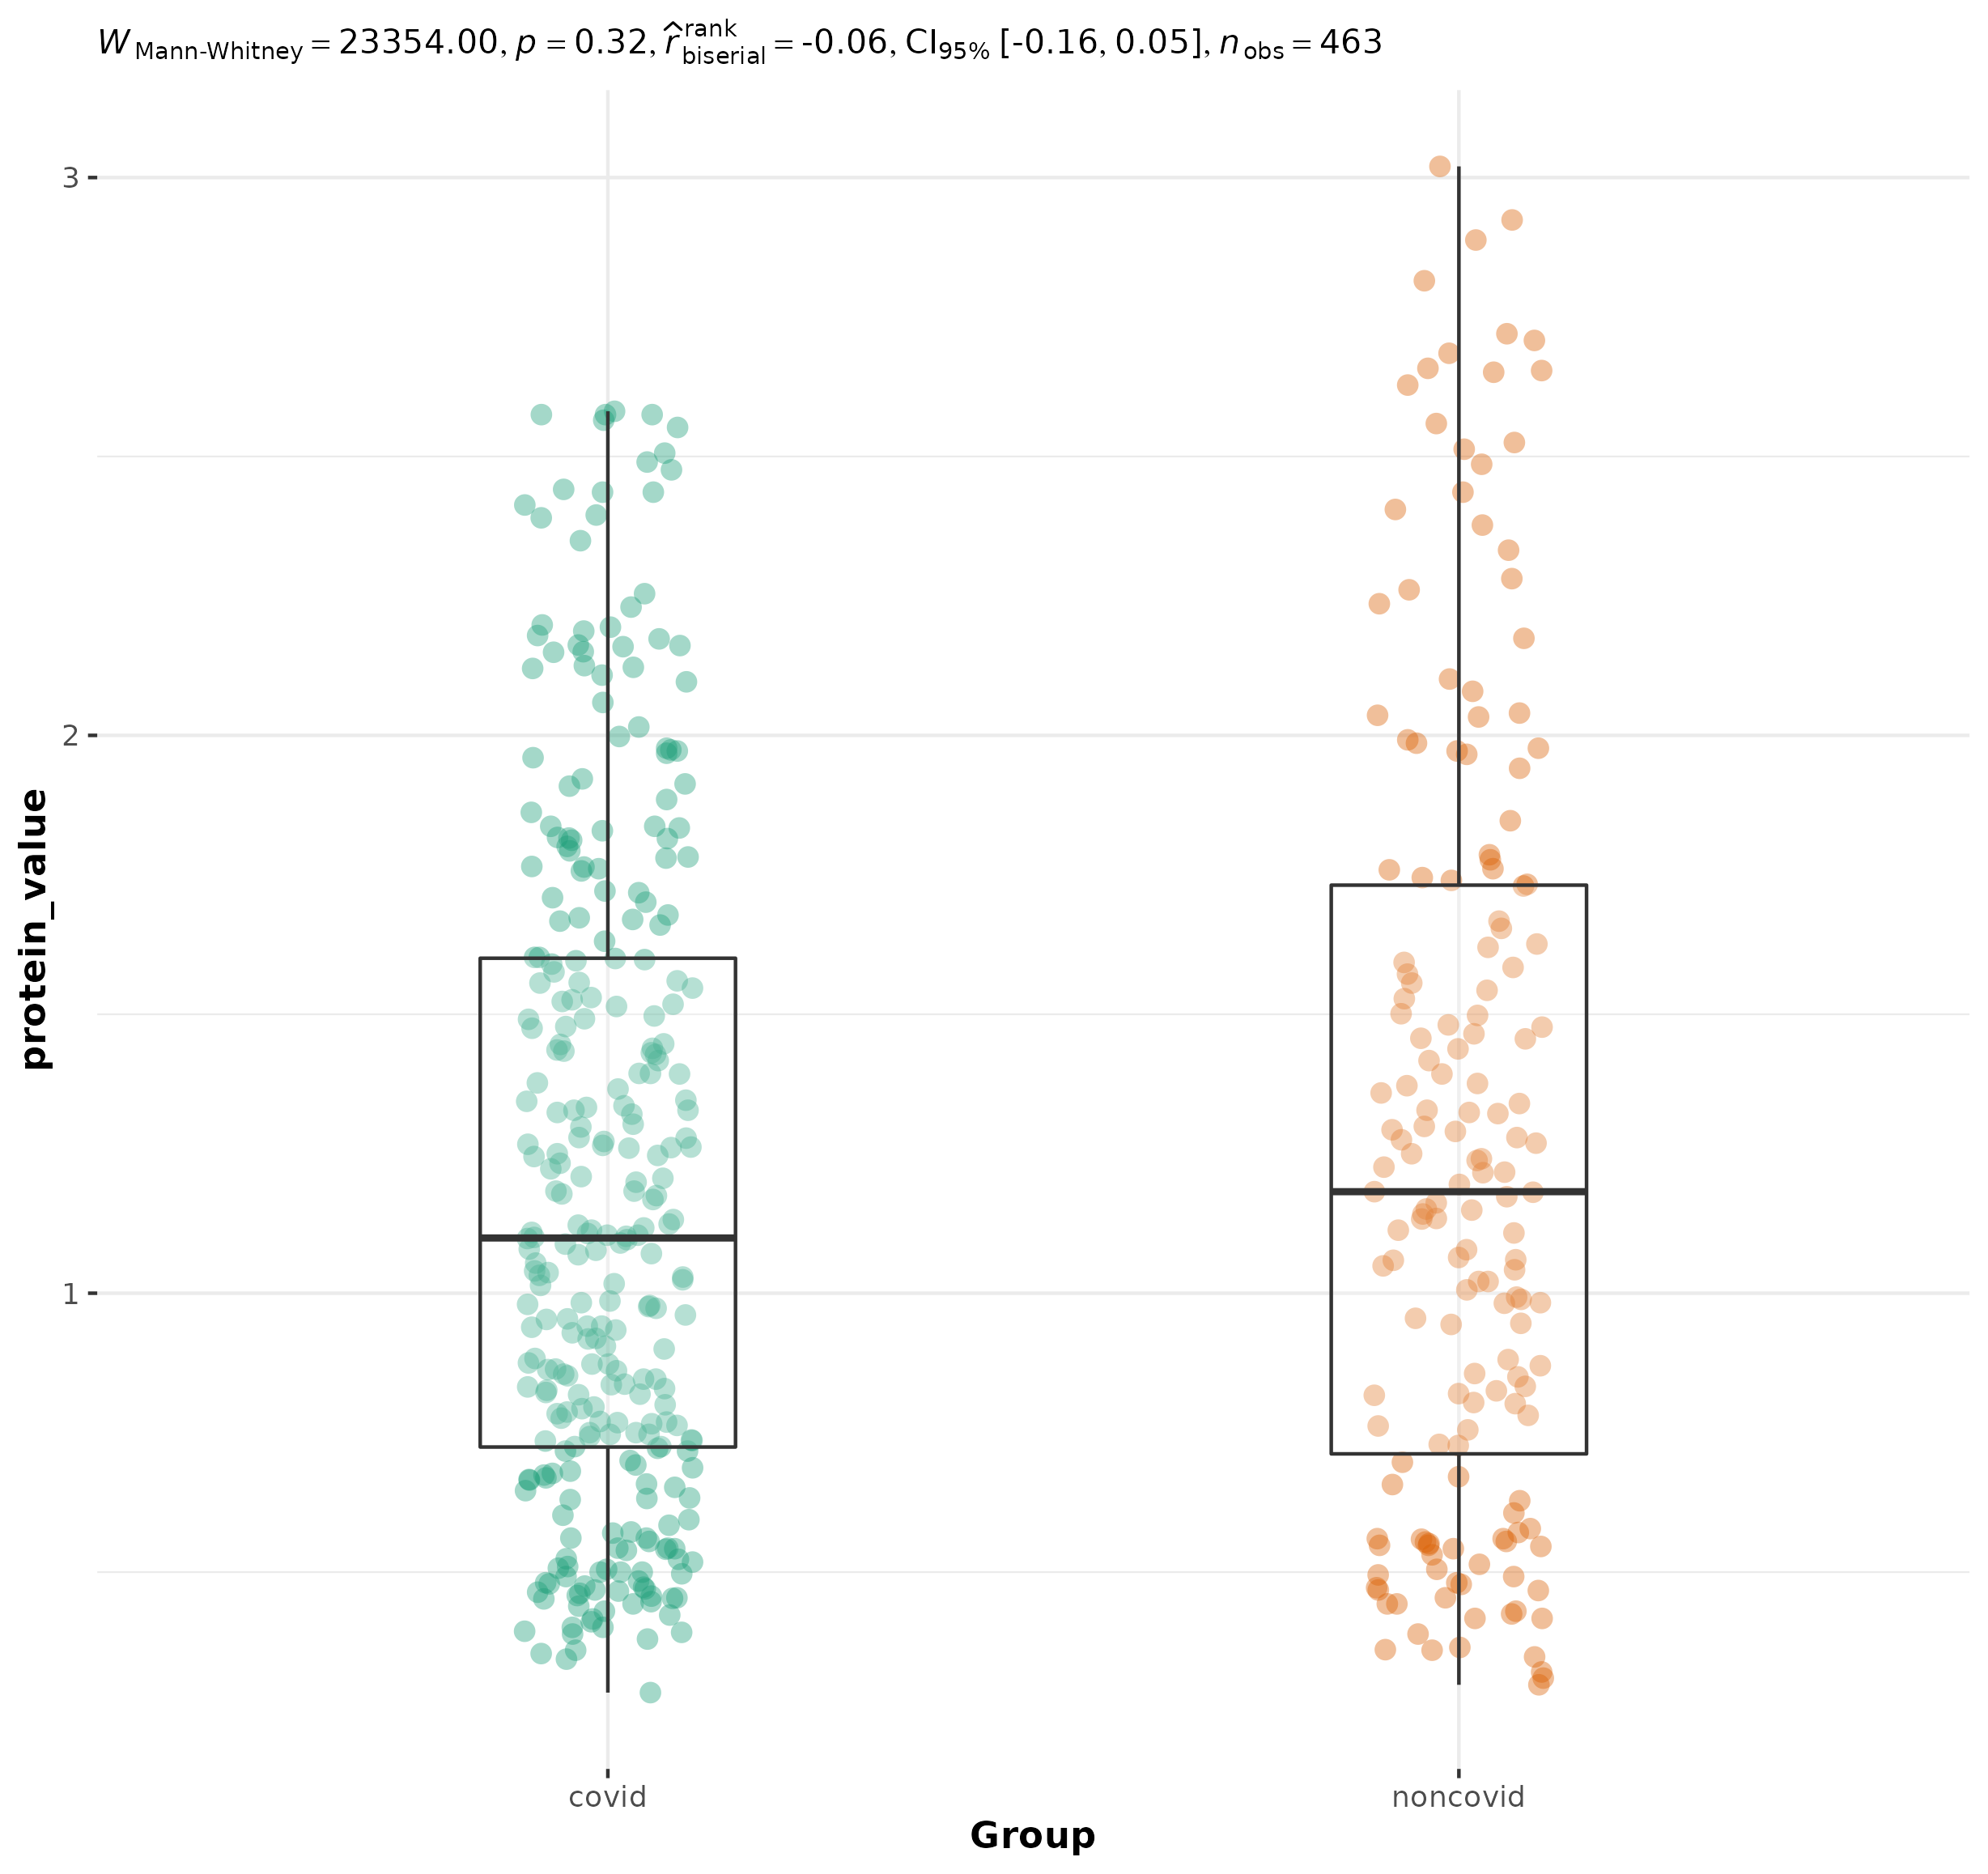 W Mann-Whitney = 23354.00, p = 0.32, r̂ rank biserial = -0.06, CI95% [-0.16, 0.05], n obs = 463
3
2
1
protein_value
covid noncovid
Group